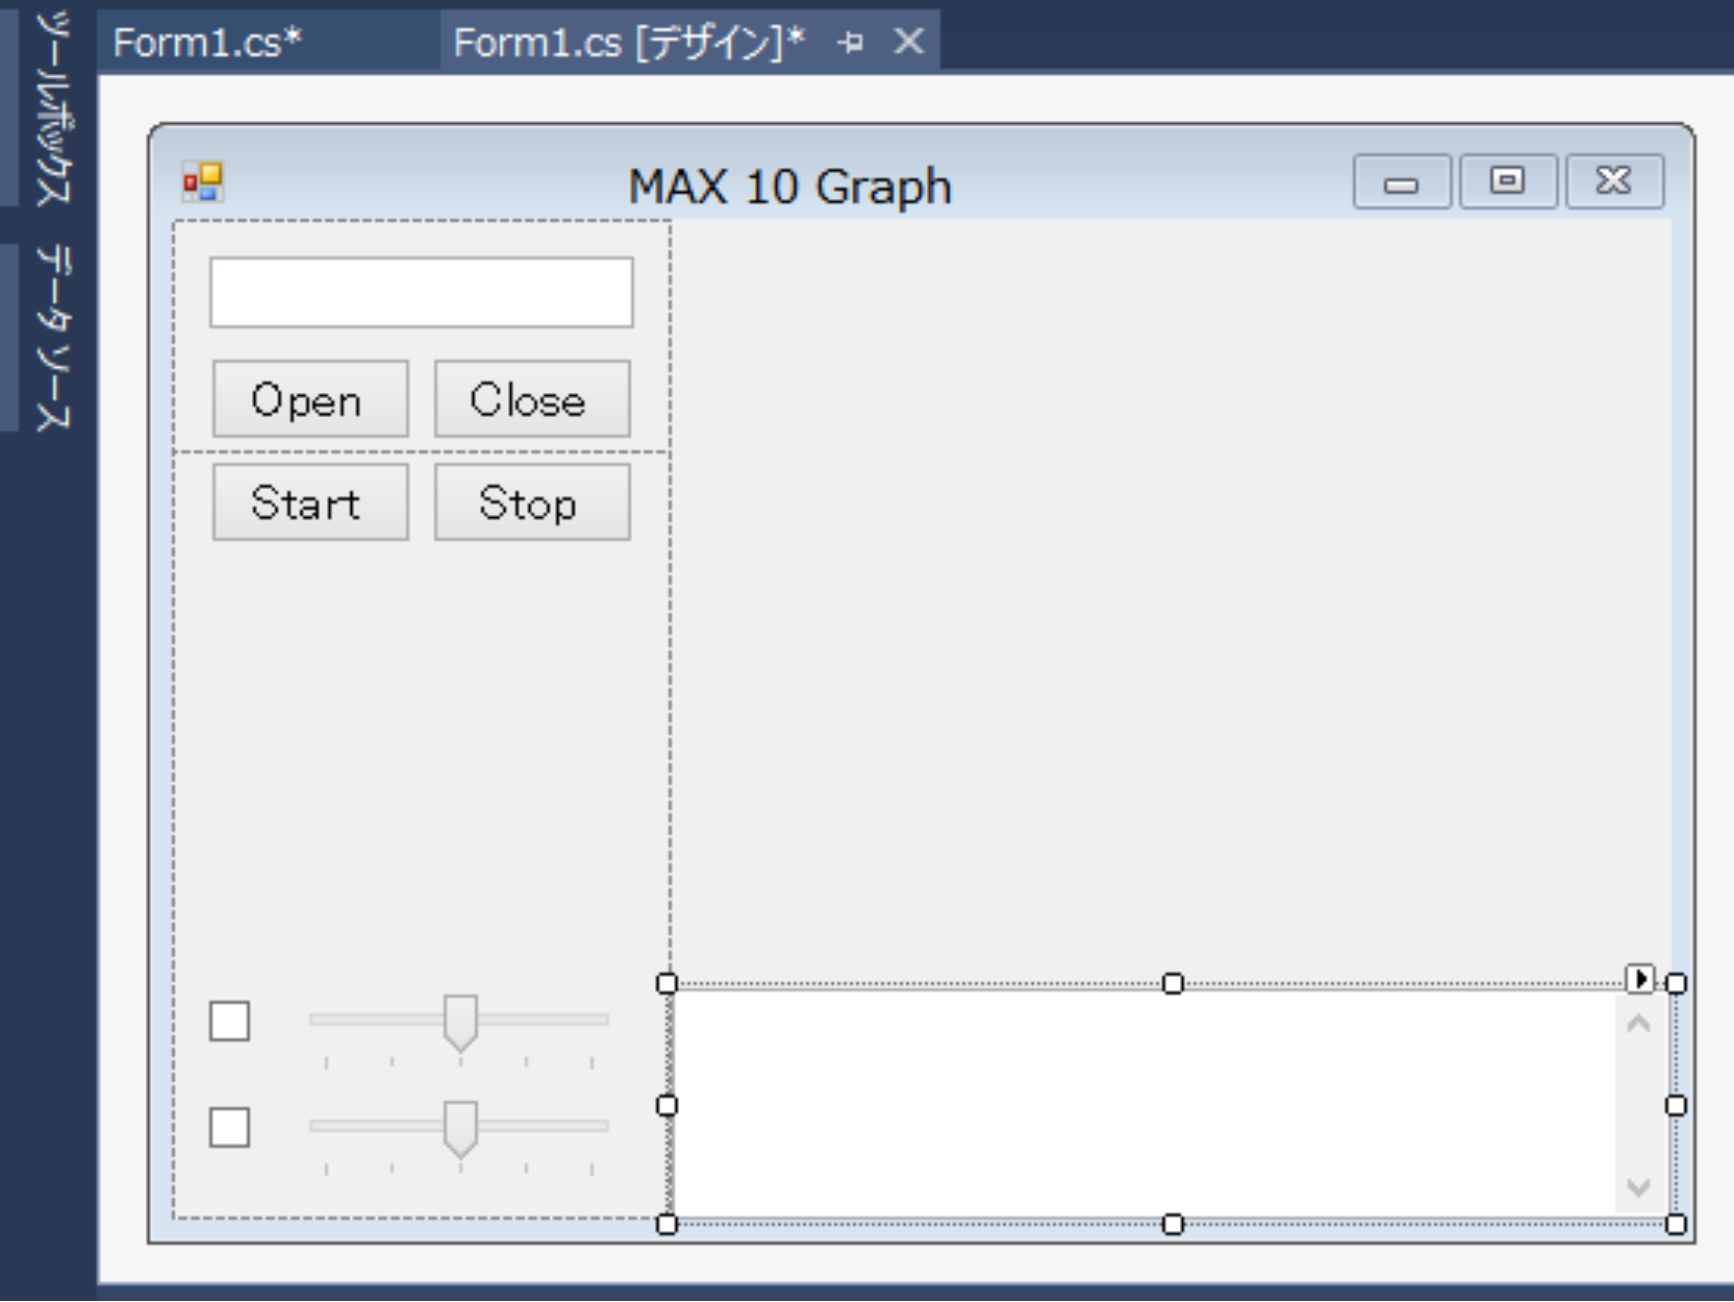 Form1.cs*
Form1.cs [デザイン]*
ツールボックス
データ ソース
MAX 10 Graph
Open
Close
Start
Stop